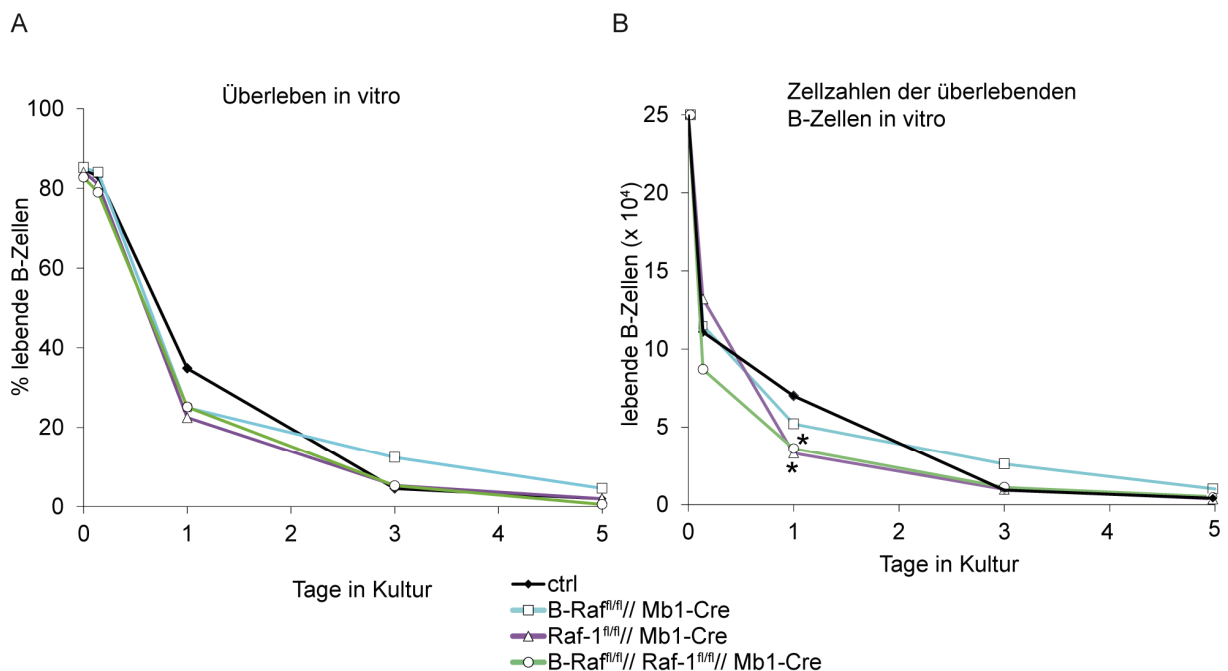 A
B
Überleben in vitro
Zellzahlen der überlebenden
B-Zellen in vitro
% lebende B-Zellen
100
80
60
40
20
0
0
1
2
3
4
5
Tage in Kultur
lebende B-Zellen (x 10⁴)
25
20
15
10
5
0
*
*
0
1
2
3
4
5
Tage in Kultur
ctrl
B-Raf^fl/fl// Mb1-Cre
Raf-1^fl/fl// Mb1-Cre
B-Raf^fl/fl// Raf-1^fl/fl// Mb1-Cre